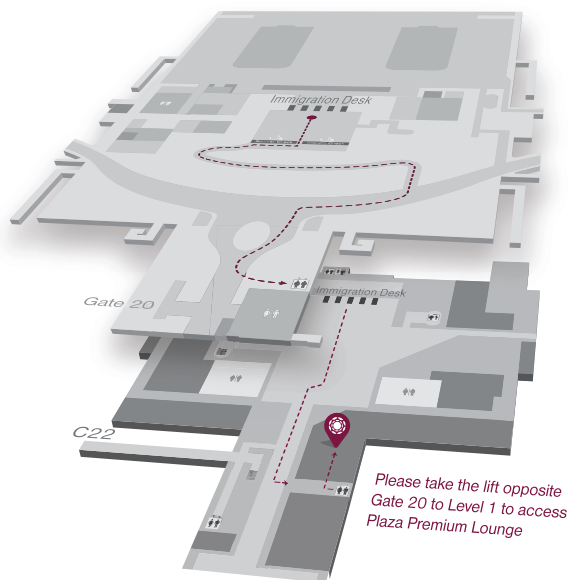 Immigration Desk
Gate 20
Immigration Desk
C22
Please take the lift opposite
Gate 20 to Level 1 to access
Plaza Premium Lounge